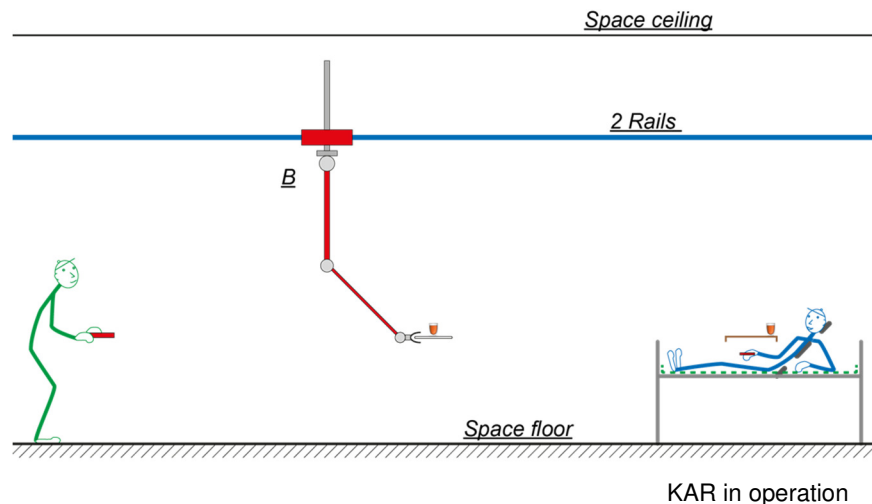 Space ceiling
2 Rails
B
Space floor
KAR in operation